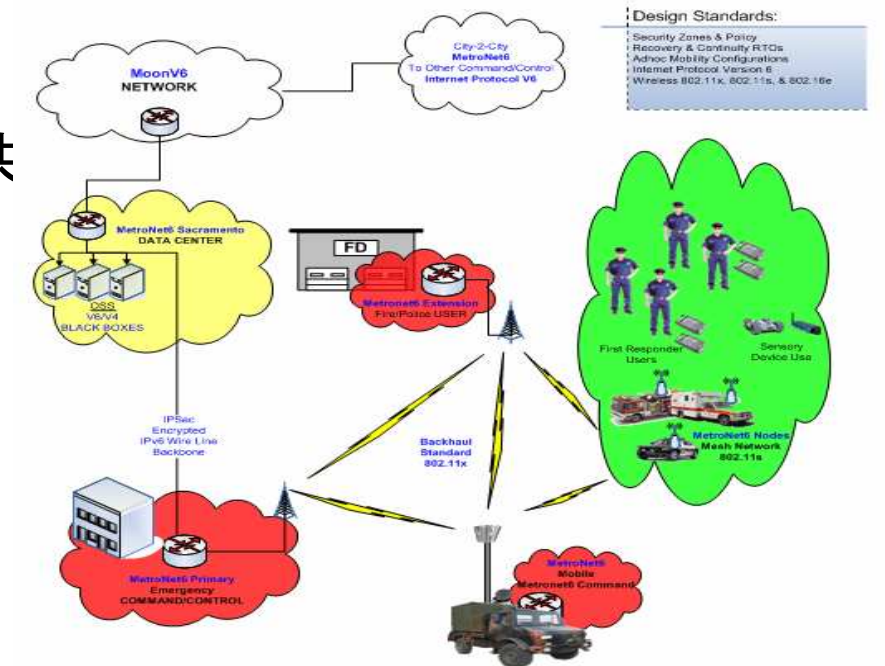 Design Standards:
Security Zones & Policy
Recovery & Continuity RTOs
Adhoc Mobility Configurations
Internet Protocol Version 6
Wireless 802.11x, 802.11s, & 802.16e
City-2-City
MetroNet6
To Other Command/Control
Internet Protocol V6
MoonV6
NETWORK
MetroNet6 Sacramento
DATA CENTER
OSS
V6/V4
BLACK BOXES
FD
Metronet6 Extension
Fire/Police USER
First Responder
Users
Sensory
Device Use
MetroNet6 Nodes
Mesh Network
802.11s
IPSec
Encrypted
IPv6 Wire Line
Backbone
Backhaul
Standard
802.11x
MetroNet6 Primary
Emergency
COMMAND/CONTROL
MetroNet6
Mobile
Metronet6 Command